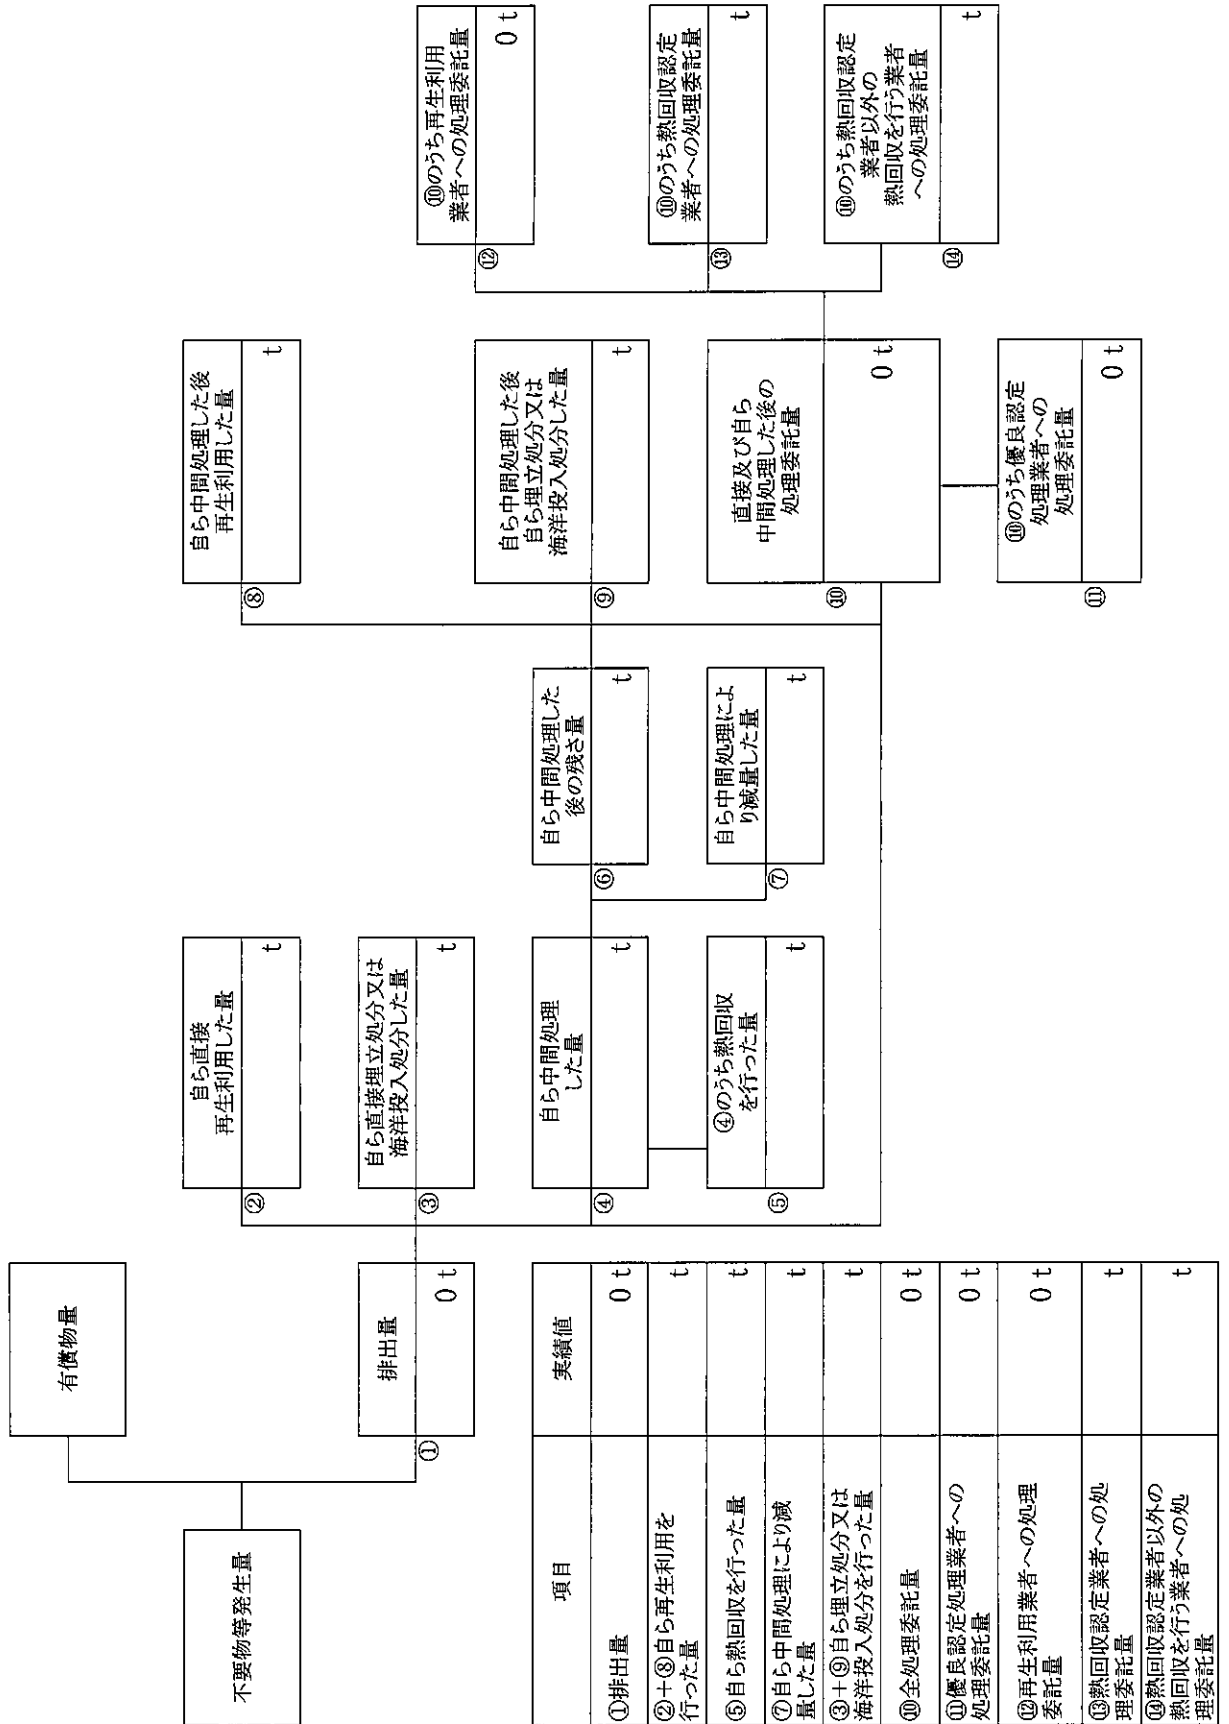 不要物等発生量
有償物量
排出量
①
0 t
自ら直接
再生利用した量
②
t
自ら直接埋立処分又は
海洋投入処分した量
③
t
自ら中間処理
した量
④
t
④のうち熱回収
を行った量
⑤
t
自ら中間処理した
後の残さ量
⑥
t
自ら中間処理によ
り減量した量
⑦
t
自ら中間処理した後
再生利用した量
⑧
t
自ら中間処理した後
自ら埋立処分又は
海洋投入処分した量
⑨
t
直接及び自ら
中間処理した後の
処理委託量
⑩
0 t
⑩のうち優良認定
処理業者への
処理委託量
⑪
0 t
⑩のうち再生利用
業者への処理委託量
⑫
0 t
⑩のうち熱回収認定
業者への処理委託量
⑬
t
⑩のうち熱回収認定
業者以外の
熱回収を行う業者
への処理委託量
⑭
t
項目
実績値
①排出量
0 t
②+⑧自ら再生利用を
行った量
t
⑤自ら熱回収を行った量
t
⑦自ら中間処理により減
量した量
t
③+⑨自ら埋立処分又は
海洋投入処分を行った量
t
⑩全処理委託量
0 t
⑪優良認定処理業者への
処理委託量
0 t
⑫再生利用業者への処理
委託量
0 t
⑬熱回収認定業者への処
理委託量
t
⑭熱回収認定業者以外の
熱回収を行う業者への処
理委託量
t